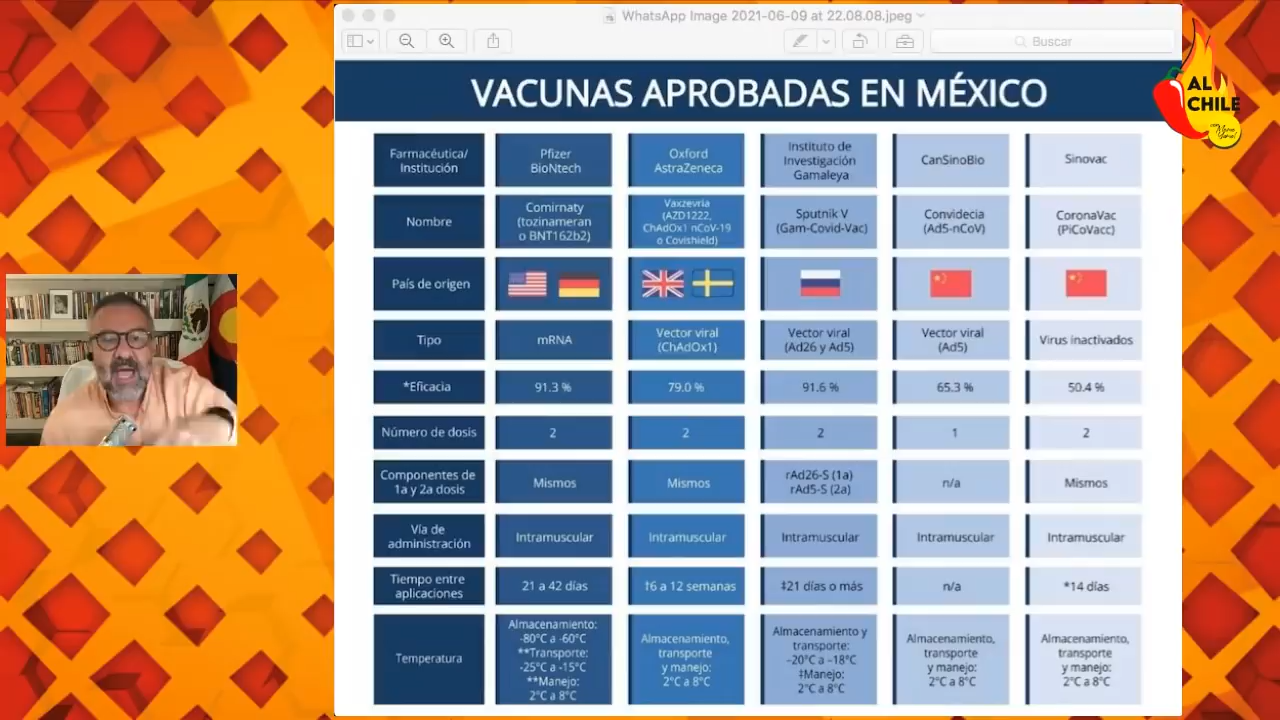 WhatsApp Image 2021-06-09 at 22.08.08.jpeg
Buscar
AL
CHILE
VACUNAS APROBADAS EN MÉXICO
Farmacéutica/
Institución
Pfizer
BioNtech
Oxford
AstraZeneca
Instituto de
Investigación
Gamaleya
CanSinoBio
Sinovac
Nombre
Comirnaty
(tozinameran
o BNT162b2)
Vaxzevria
(AZD1222,
ChAdOx1 nCoV-19
o Covishield)
Sputnik V
(Gam-Covid-Vac)
Convidecia
(Ad5-nCoV)
CoronaVac
(PiCoVacc)
País de origen
Tipo
mRNA
Vector viral
(ChAdOx1)
Vector viral
(Ad26 y Ad5)
Vector viral
(Ad5)
Virus inactivados
*Eficacia
91.3 %
79.0 %
91.6 %
65.3 %
50.4 %
Número de dosis
2
2
2
1
2
Componentes de
1a y 2a dosis
Mismos
Mismos
rAd26-S (1a)
rAd5-S (2a)
n/a
Mismos
Vía de
administración
Intramuscular
Intramuscular
Intramuscular
Intramuscular
Intramuscular
Tiempo entre
aplicaciones
21 a 42 días
†6 a 12 semanas
‡21 días o más
n/a
*14 días
Temperatura
Almacenamiento:
-80°C a -60°C
**Transporte:
-25°C a -15°C
**Manejo:
2°C a 8°C
Almacenamiento,
transporte
y manejo:
2°C a 8°C
Almacenamiento y
transporte:
–20°C a –18°C
‡Manejo:
2°C a 8°C
Almacenamiento,
transporte
y manejo:
2°C a 8°C
Almacenamiento,
transporte
y manejo:
2°C a 8°C